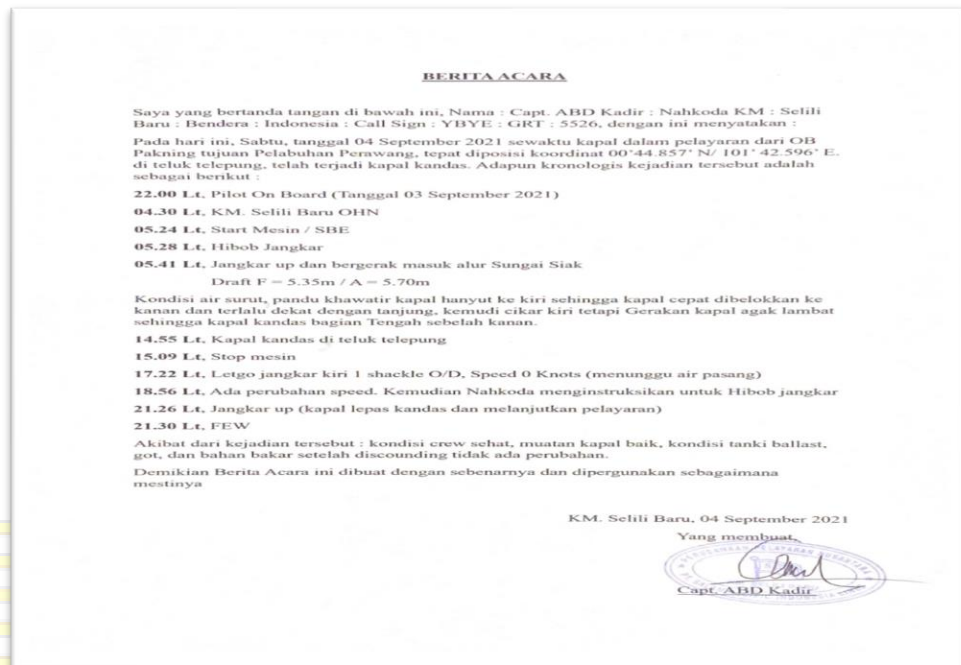 BERITA ACARA
Saya yang bertanda tangan di bawah ini, Nama : Capt. ABD Kadir : Nahkoda KM : Selili
Baru : Bendera : Indonesia : Call Sign : YBYE : GRT : 5526, dengan ini menyatakan :
Pada hari ini, Sabtu, tanggal 04 September 2021 sewaktu kapal dalam pelayaran dari OB
Pakning tujuan Pelabuhan Perawang, tepat diposisi koordinat 00°44.857' N/ 101° 42.596' E.
di teluk telepung, telah terjadi kapal kandas. Adapun kronologis kejadian tersebut adalah
sebagai berikut :
22.00 Lt, Pilot On Board (Tanggal 03 September 2021)
04.30 Lt, KM. Selili Baru OHN
05.24 Lt, Start Mesin / SBE
05.28 Lt, Hibob Jangkar
05.41 Lt, Jangkar up dan bergerak masuk alur Sungai Siak
Draft F = 5.35m / A = 5.70m
Kondisi air surut, pandu khawatir kapal hanyut ke kiri sehingga kapal cepat dibelokkan ke
kanan dan terlalu dekat dengan tanjung, kemudi cikar kiri tetapi Gerakan kapal agak lambat
sehingga kapal kandas bagian Tengah sebelah kanan.
14.55 Lt, Kapal kandas di teluk telepung
15.09 Lt, Stop mesin
17.22 Lt, Letgo jangkar kiri 1 shackle O/D, Speed 0 Knots (menunggu air pasang)
18.56 Lt, Ada perubahan speed. Kemudian Nahkoda menginstruksikan untuk Hibob jangkar
21.26 Lt, Jangkar up (kapal lepas kandas dan melanjutkan pelayaran)
21.30 Lt, FEW
Akibat dari kejadian tersebut : kondisi crew sehat, muatan kapal baik, kondisi tanki ballast,
got, dan bahan bakar setelah discounding tidak ada perubahan.
Demikian Berita Acara ini dibuat dengan sebenarnya dan dipergunakan sebagaimana
mestinya
KM. Selili Baru, 04 September 2021
Yang membuat,
Capt. ABD Kadir